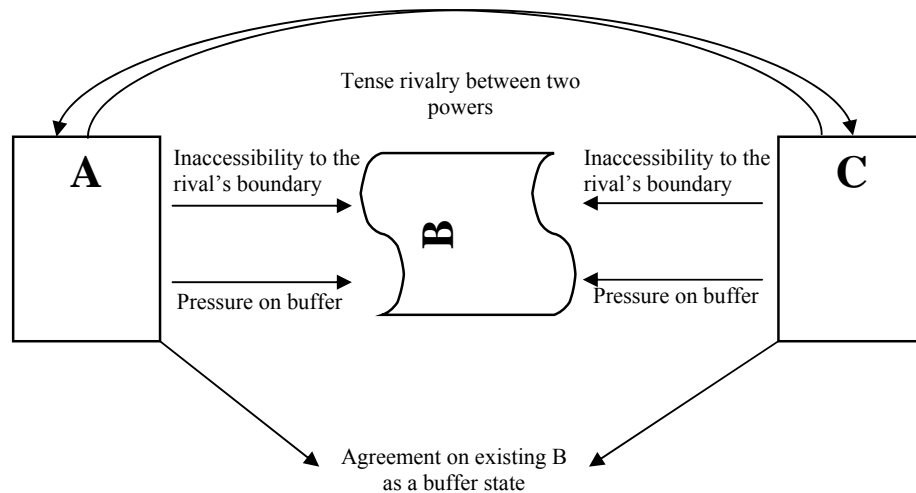 Tense rivalry between two
powers
A
Inaccessibility to the
rival's boundary
B
Inaccessibility to the
rival's boundary
C
Pressure on buffer
Pressure on buffer
Agreement on existing B
as a buffer state